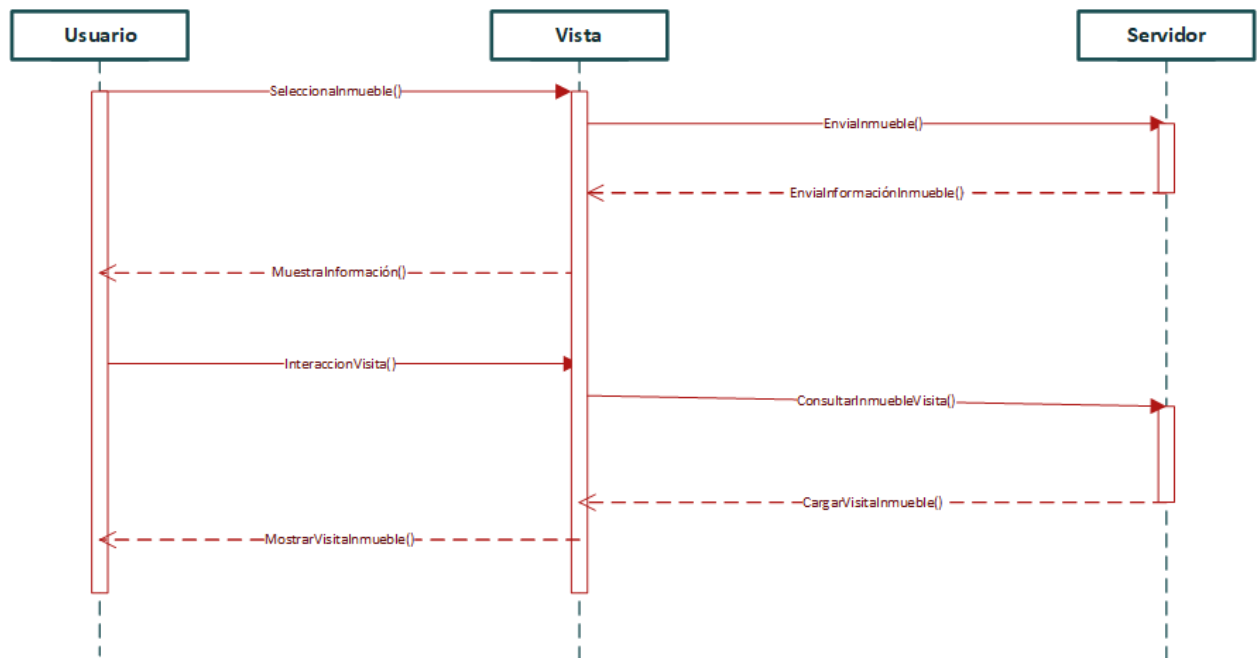 Usuario
Vista
Servidor
SeleccionaInmueble()
EnviaInmueble()
EnviaInformaciónInmueble()
MuestraInformación()
InteraccionVisita()
ConsultarInmuebleVisita()
CargarVisitaInmueble()
MostrarVisitaInmueble()